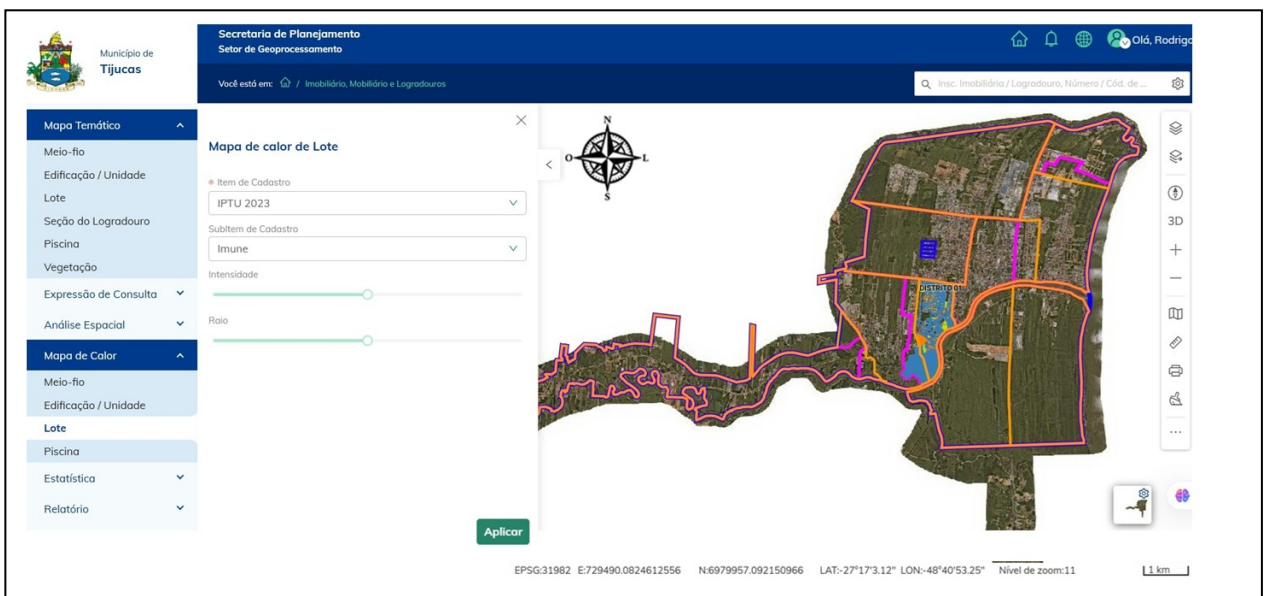 Município de
Tijucas
Secretaria de Planejamento
Setor de Geoprocessamento
Olá, Rodrigo
Você está em: / Imobiliário, Mobiliário e Logradouros
Insc. Imobiliária / Logradouro, Número / Cód. de ...
Mapa Temático
Meio-fio
Edificação / Unidade
Lote
Seção do Logradouro
Piscina
Vegetação
Expressão de Consulta
Análise Espacial
Mapa de Calor
Meio-fio
Edificação / Unidade
Lote
Piscina
Estatística
Relatório
Mapa de calor de Lote
* Item de Cadastro
IPTU 2023
SubItem de Cadastro
Imune
Intensidade
Raio
Aplicar
N
O
L
S
DISTRITO 01
3D
EPSG:31982 E:729490.0824612556 N:6979957.092150966 LAT:-27°17'3.12" LON:-48°40'53.25" Nível de zoom:11 1 km